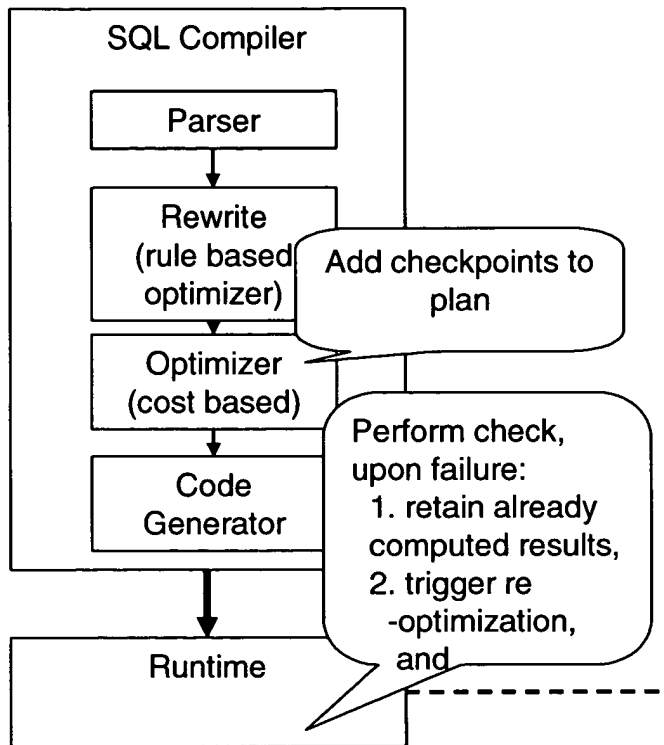 SQL Compiler
Parser
Rewrite
(rule based
optimizer)
Add checkpoints to
plan
Optimizer
(cost based)
Perform check,
upon failure:
1. retain already
computed results,
2. trigger re
-optimization,
and
Code
Generator
Runtime